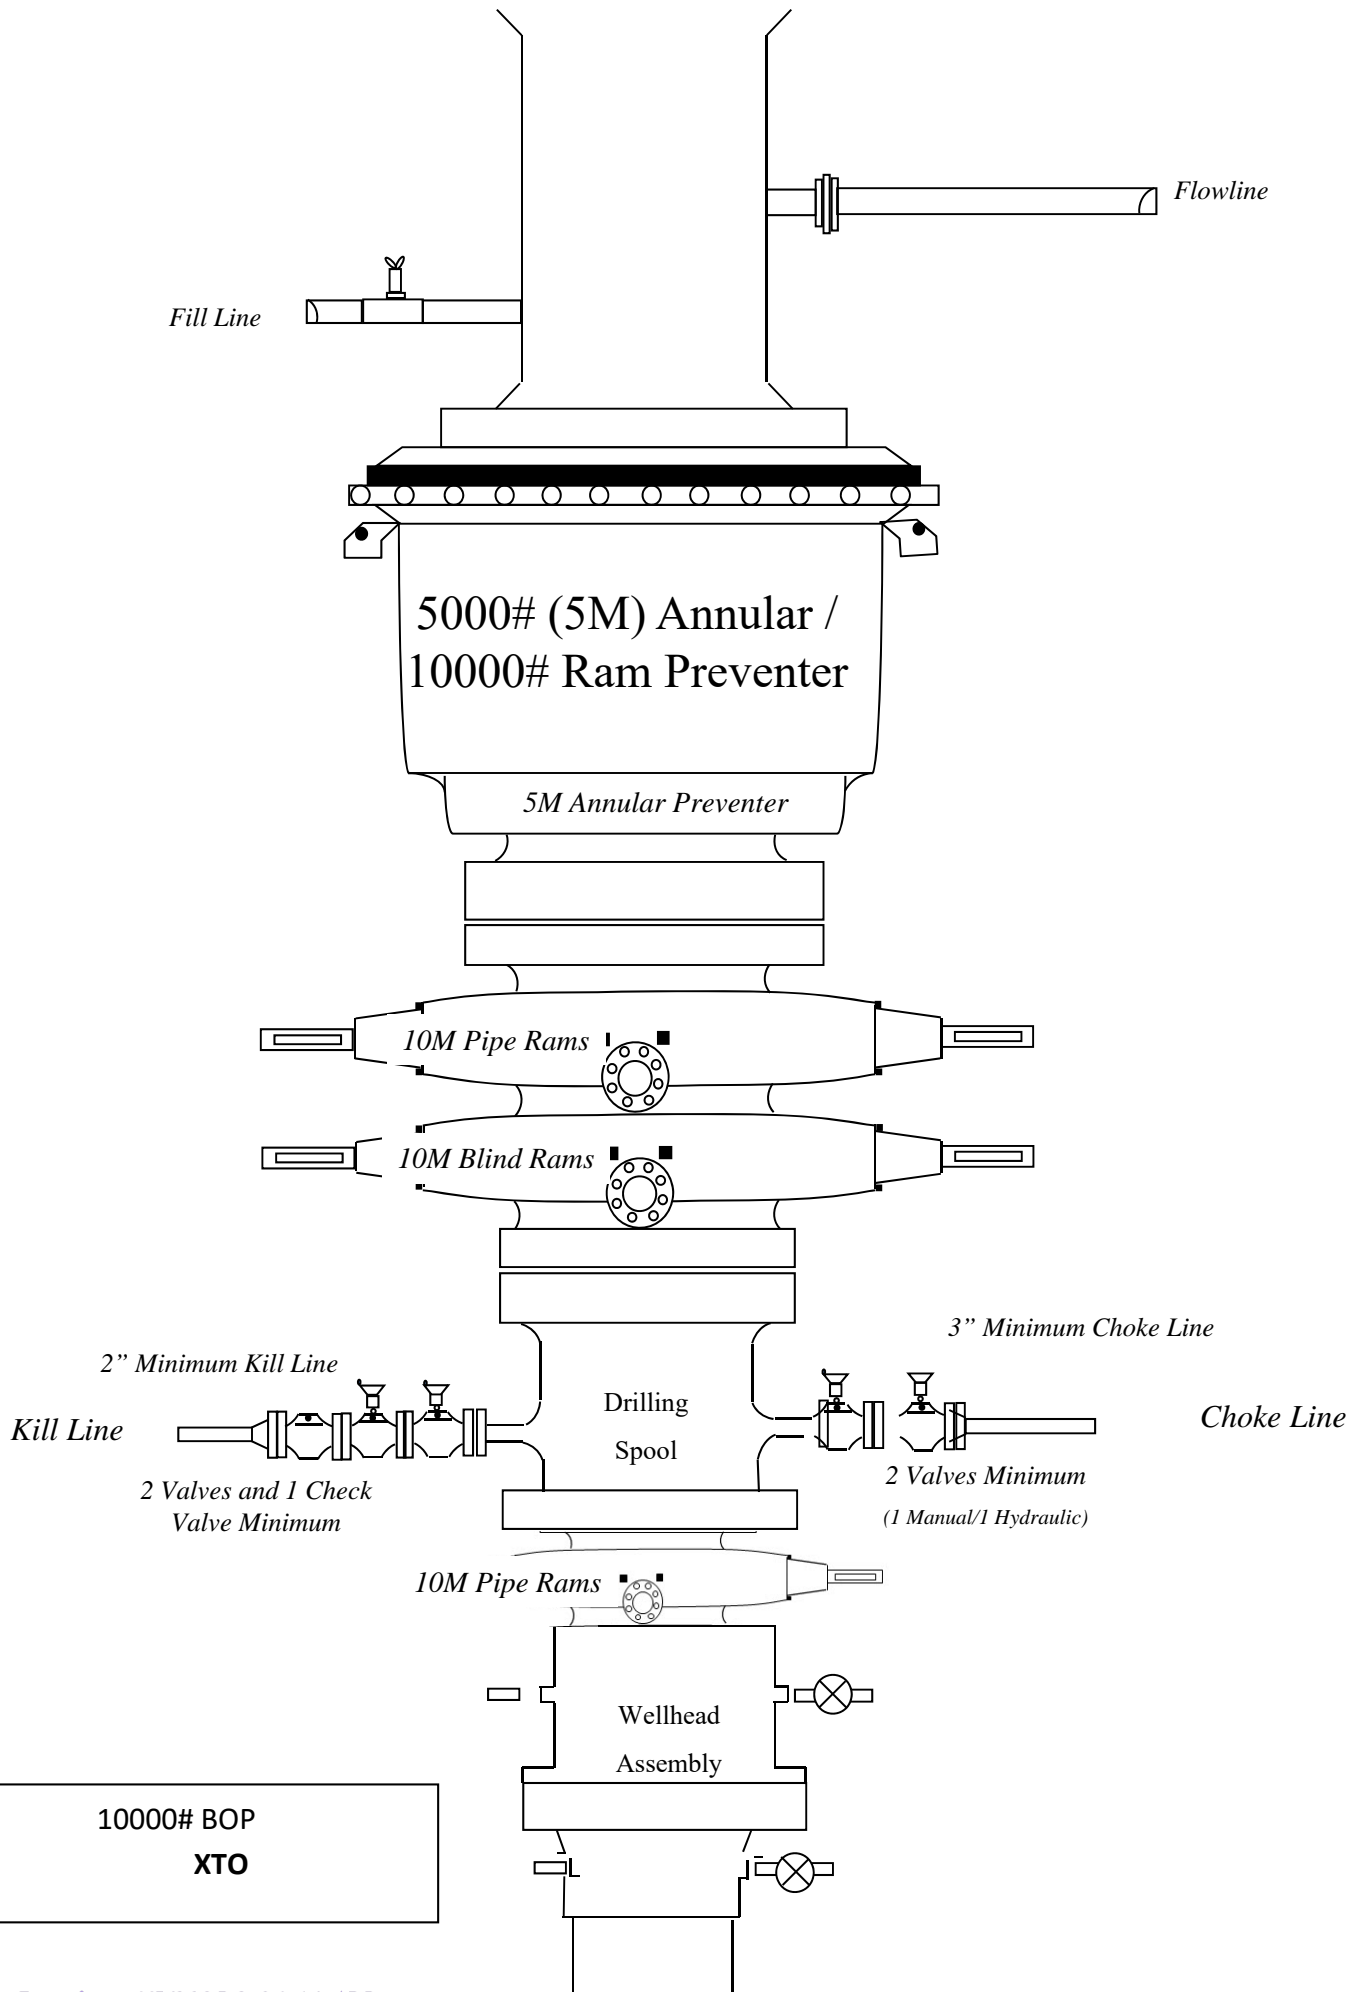 Flowline
Fill Line
5000# (5M) Annular /
10000# Ram Preventer
5M Annular Preventer
10M Pipe Rams
10M Blind Rams
3” Minimum Choke Line
2” Minimum Kill Line
Drilling
Spool
Kill Line
Choke Line
2 Valves and 1 Check
Valve Minimum
2 Valves Minimum
(1 Manual/1 Hydraulic)
10M Pipe Rams
Wellhead
Assembly
10000# BOP
XTO